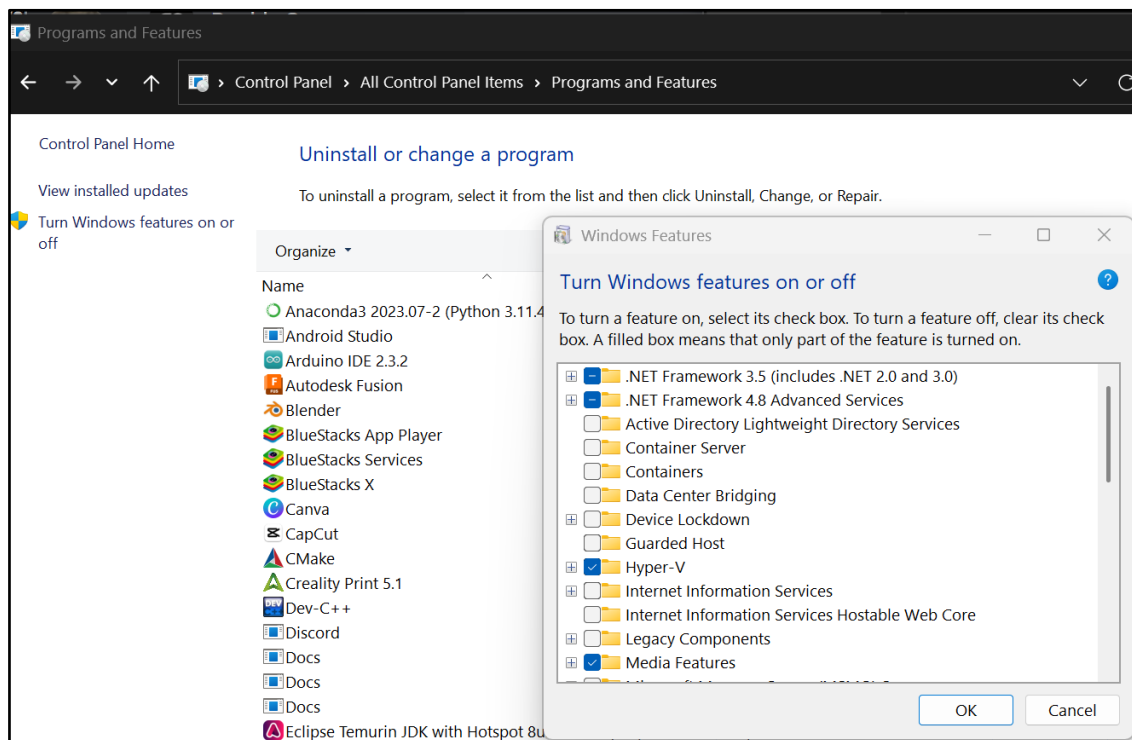 Programs and Features
Control Panel > All Control Panel Items > Programs and Features
Control Panel Home
View installed updates
Turn Windows features on or
off
Uninstall or change a program
To uninstall a program, select it from the list and then click Uninstall, Change, or Repair.
Organize
Name
Anaconda3 2023.07-2 (Python 3.11.4
Android Studio
Arduino IDE 2.3.2
Autodesk Fusion
Blender
BlueStacks App Player
BlueStacks Services
BlueStacks X
Canva
CapCut
CMake
Creality Print 5.1
Dev-C++
Discord
Docs
Docs
Docs
Eclipse Temurin JDK with Hotspot 8u
Windows Features
Turn Windows features on or off
To turn a feature on, select its check box. To turn a feature off, clear its check
box. A filled box means that only part of the feature is turned on.
.NET Framework 3.5 (includes .NET 2.0 and 3.0)
.NET Framework 4.8 Advanced Services
Active Directory Lightweight Directory Services
Container Server
Containers
Data Center Bridging
Device Lockdown
Guarded Host
Hyper-V
Internet Information Services
Internet Information Services Hostable Web Core
Legacy Components
Media Features
OK
Cancel